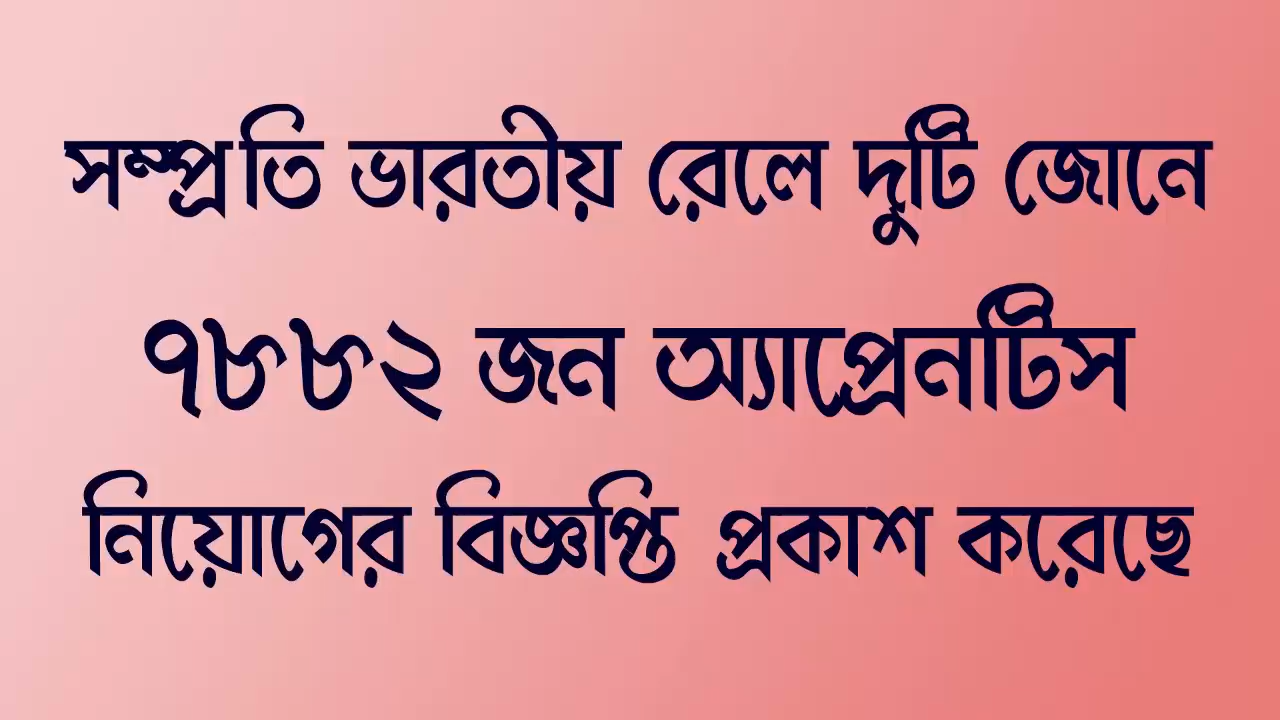 সম্প্রতি ভারতীয় রেলে দুটি জোনে
৭৮৮২ জন অ্যাপ্রেনটিস
নিয়োগের বিজ্ঞপ্তি প্রকাশ করেছে